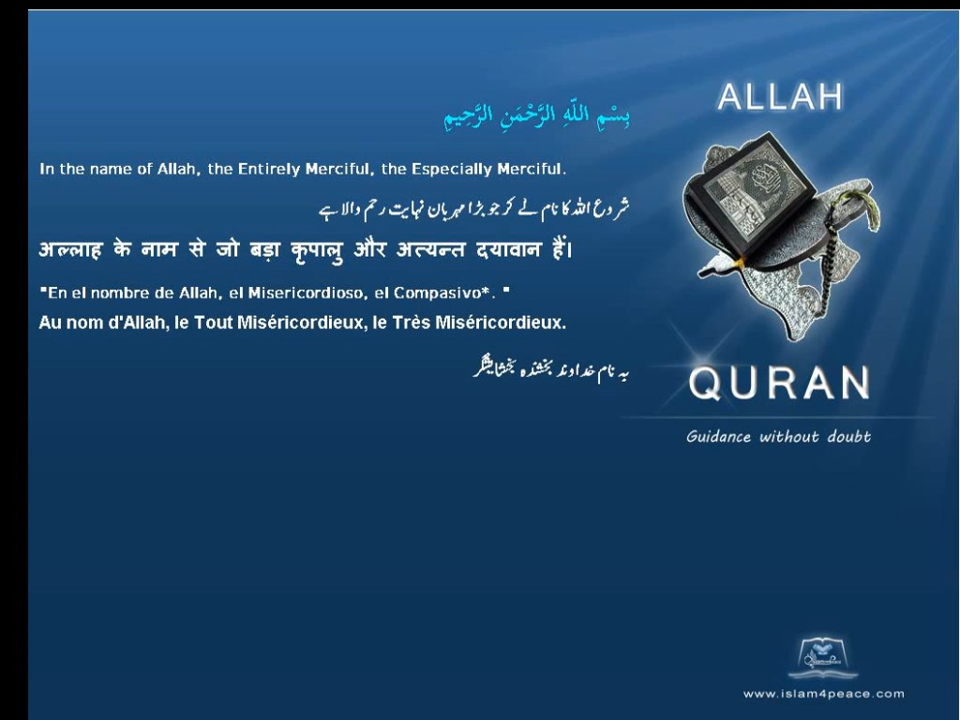 بِسْمِ اللّهِ الرَّحْمَنِ الرَّحِيمِ
In the name of Allah, the Entirely Merciful, the Especially Merciful.
شروع الله کا نام لے کر جو بڑا مہربان نہایت رحم والا ہے
अल्लाह के नाम से जो बड़ा कृपालु और अत्यन्त दयावान हैं।
"En el nombre de Allah, el Misericordioso, el Compasivo*. "
Au nom d'Allah, le Tout Miséricordieux, le Très Miséricordieux.
به نام خداوند بخشنده بخشایشگر
ALLAH
QURAN
Guidance without doubt
www.islam4peace.com